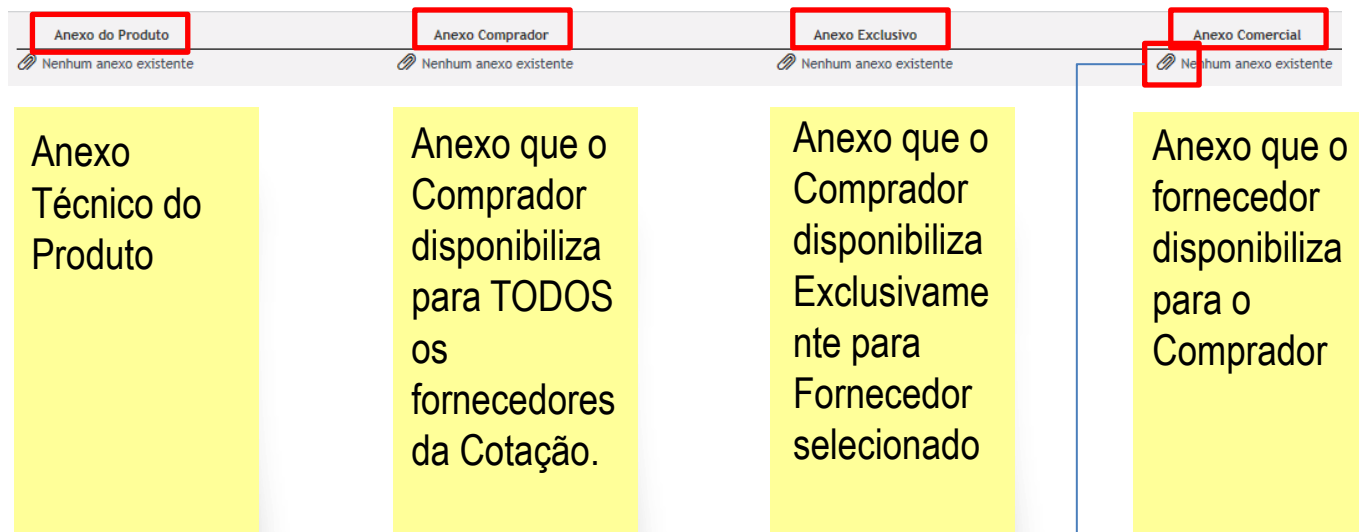 Anexo do Produto
Anexo Comprador
Anexo Exclusivo
Anexo Comercial
Nenhum anexo existente
Nenhum anexo existente
Nenhum anexo existente
Nenhum anexo existente
Anexo
Técnico do
Produto
Anexo que o
Comprador
disponibiliza
para TODOS
os
fornecedores
da Cotação.
Anexo que o
Comprador
disponibiliza
Exclusivame
nte para
Fornecedor
selecionado
Anexo que o
fornecedor
disponibiliza
para o
Comprador